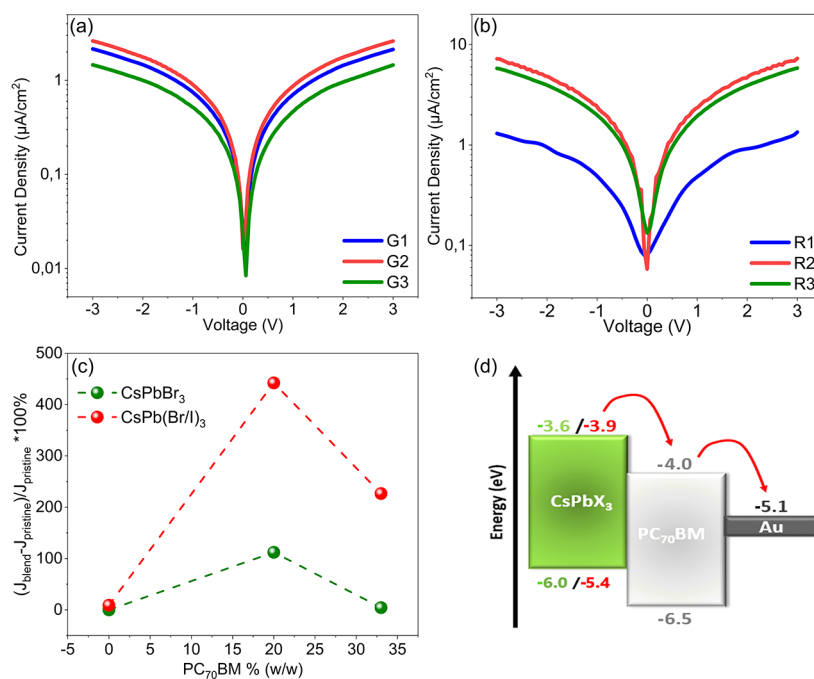 (a)
Current Density (µA/cm²)
1
0,1
0,01
G1
G2
G3
-3 -2 -1 0 1 2 3
Voltage (V)
(b)
Current Density (µA/cm²)
10
1
0,1
R1
R2
R3
-3 -2 -1 0 1 2 3
Voltage (V)
(c)
(J_blend-J_pristine)/J_pristine *100%
500
400
300
200
100
0
CsPbBr₃
CsPb(Br/I)₃
-5 0 5 10 15 20 25 30 35
PC₇₀BM % (w/w)
(d)
Energy (eV)
-3.6 /-3.9
-4.0
-5.1
CsPbX₃
PC₇₀BM
Au
-6.0 /-5.4
-6.5